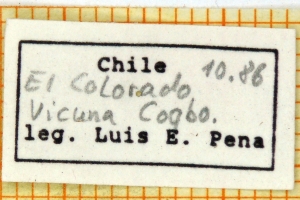 Chile 10.86
El Colorado
Vicuna Coqbo.
leg. Luis E. Pena